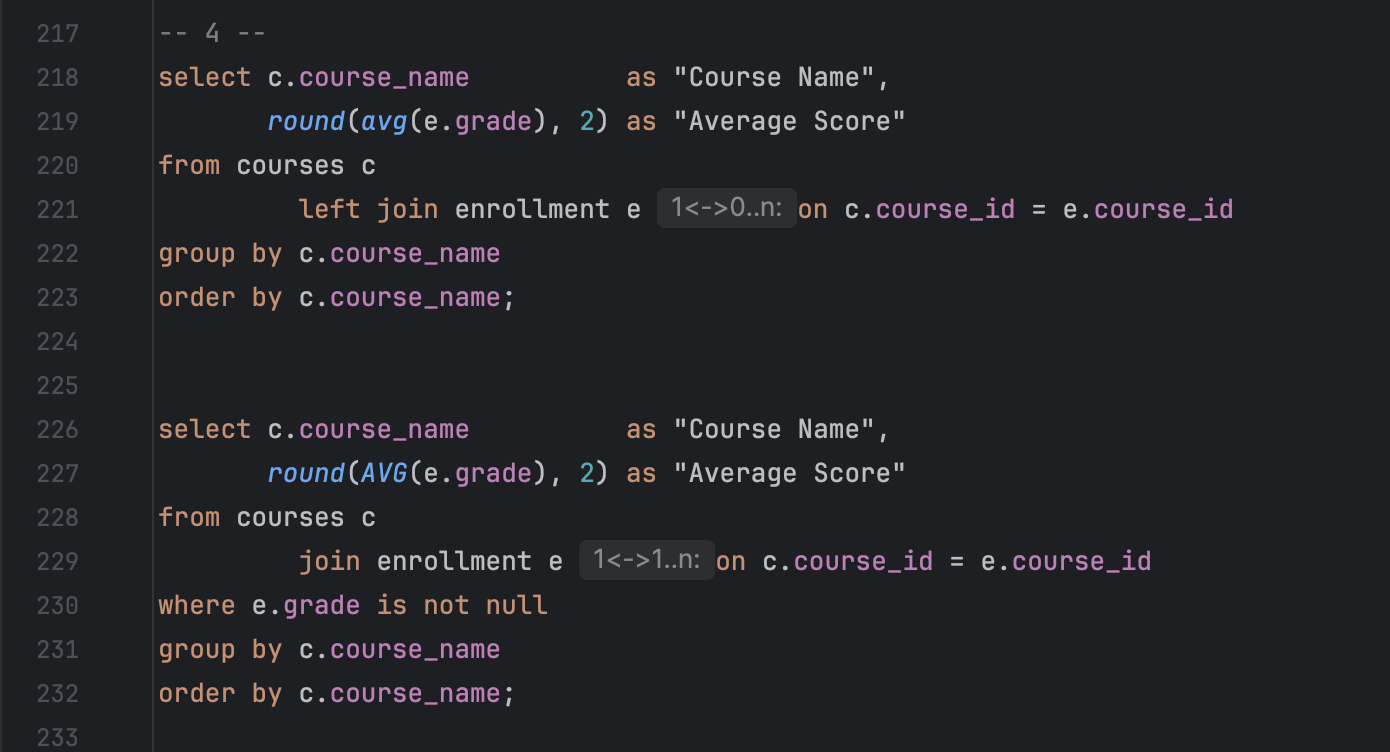 217 -- 4 --
218 select c.course_name as "Course Name",
219 round(avg(e.grade), 2) as "Average Score"
220 from courses c
221 left join enrollment e 1<->0..n: on c.course_id = e.course_id
222 group by c.course_name
223 order by c.course_name;
224
225
226 select c.course_name as "Course Name",
227 round(AVG(e.grade), 2) as "Average Score"
228 from courses c
229 join enrollment e 1<->1..n: on c.course_id = e.course_id
230 where e.grade is not null
231 group by c.course_name
232 order by c.course_name;
233